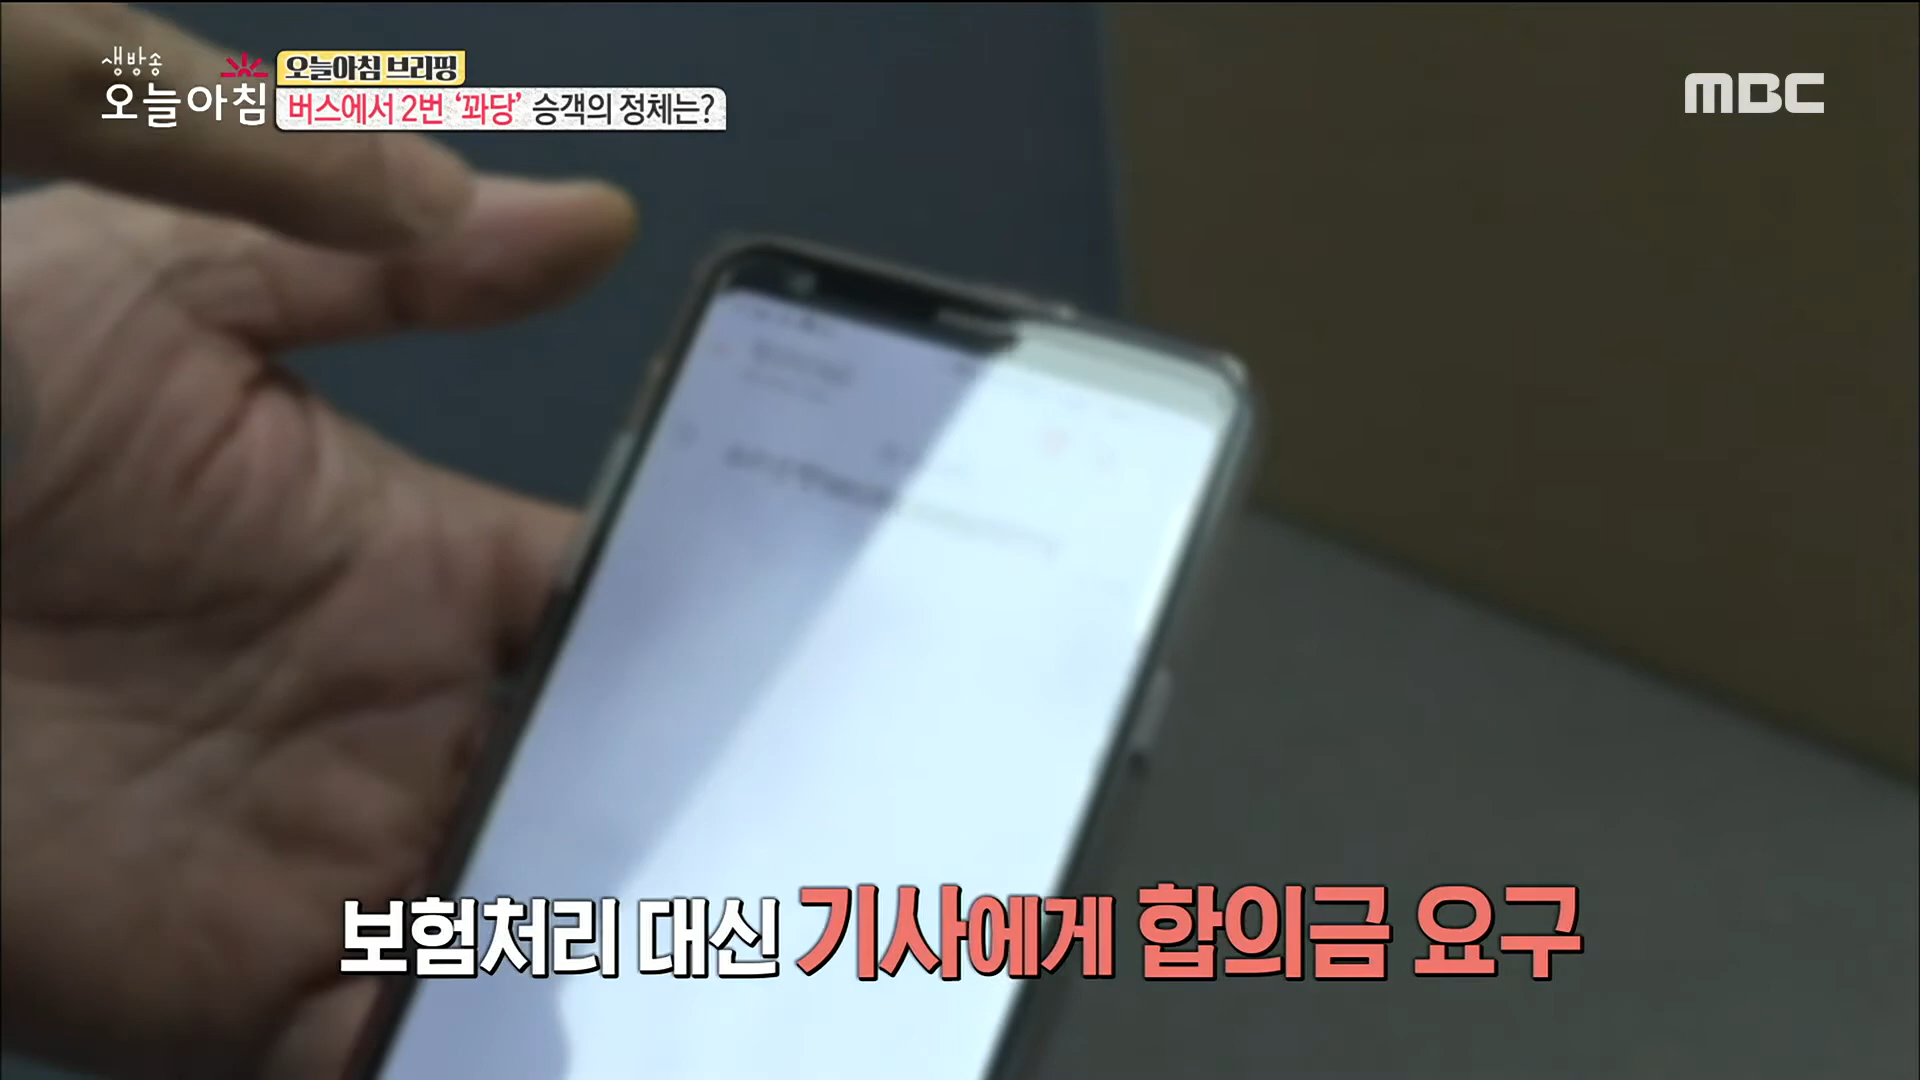 생방송
오늘아침
오늘아침 브리핑
버스에서 2번 ‘꽈당’ 승객의 정체는?
MBC
보험처리 대신 기사에게 합의금 요구